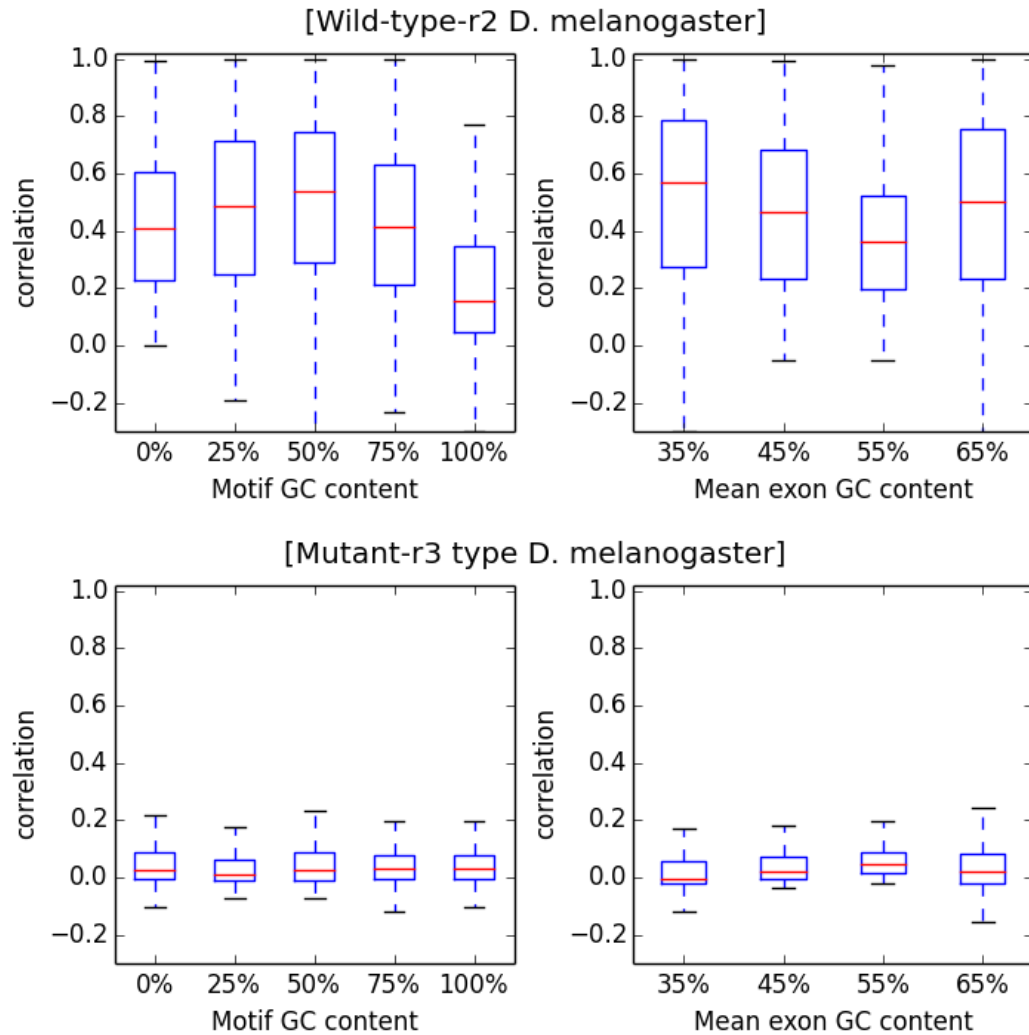 [Wild-type-r2 D. melanogaster]
1.0
0.8
0.6
0.4
0.2
0.0
−0.2
correlation
0% 25% 50% 75% 100%
Motif GC content
1.0
0.8
0.6
0.4
0.2
0.0
−0.2
correlation
35% 45% 55% 65%
Mean exon GC content
[Mutant-r3 type D. melanogaster]
1.0
0.8
0.6
0.4
0.2
0.0
−0.2
correlation
0% 25% 50% 75% 100%
Motif GC content
1.0
0.8
0.6
0.4
0.2
0.0
−0.2
correlation
35% 45% 55% 65%
Mean exon GC content